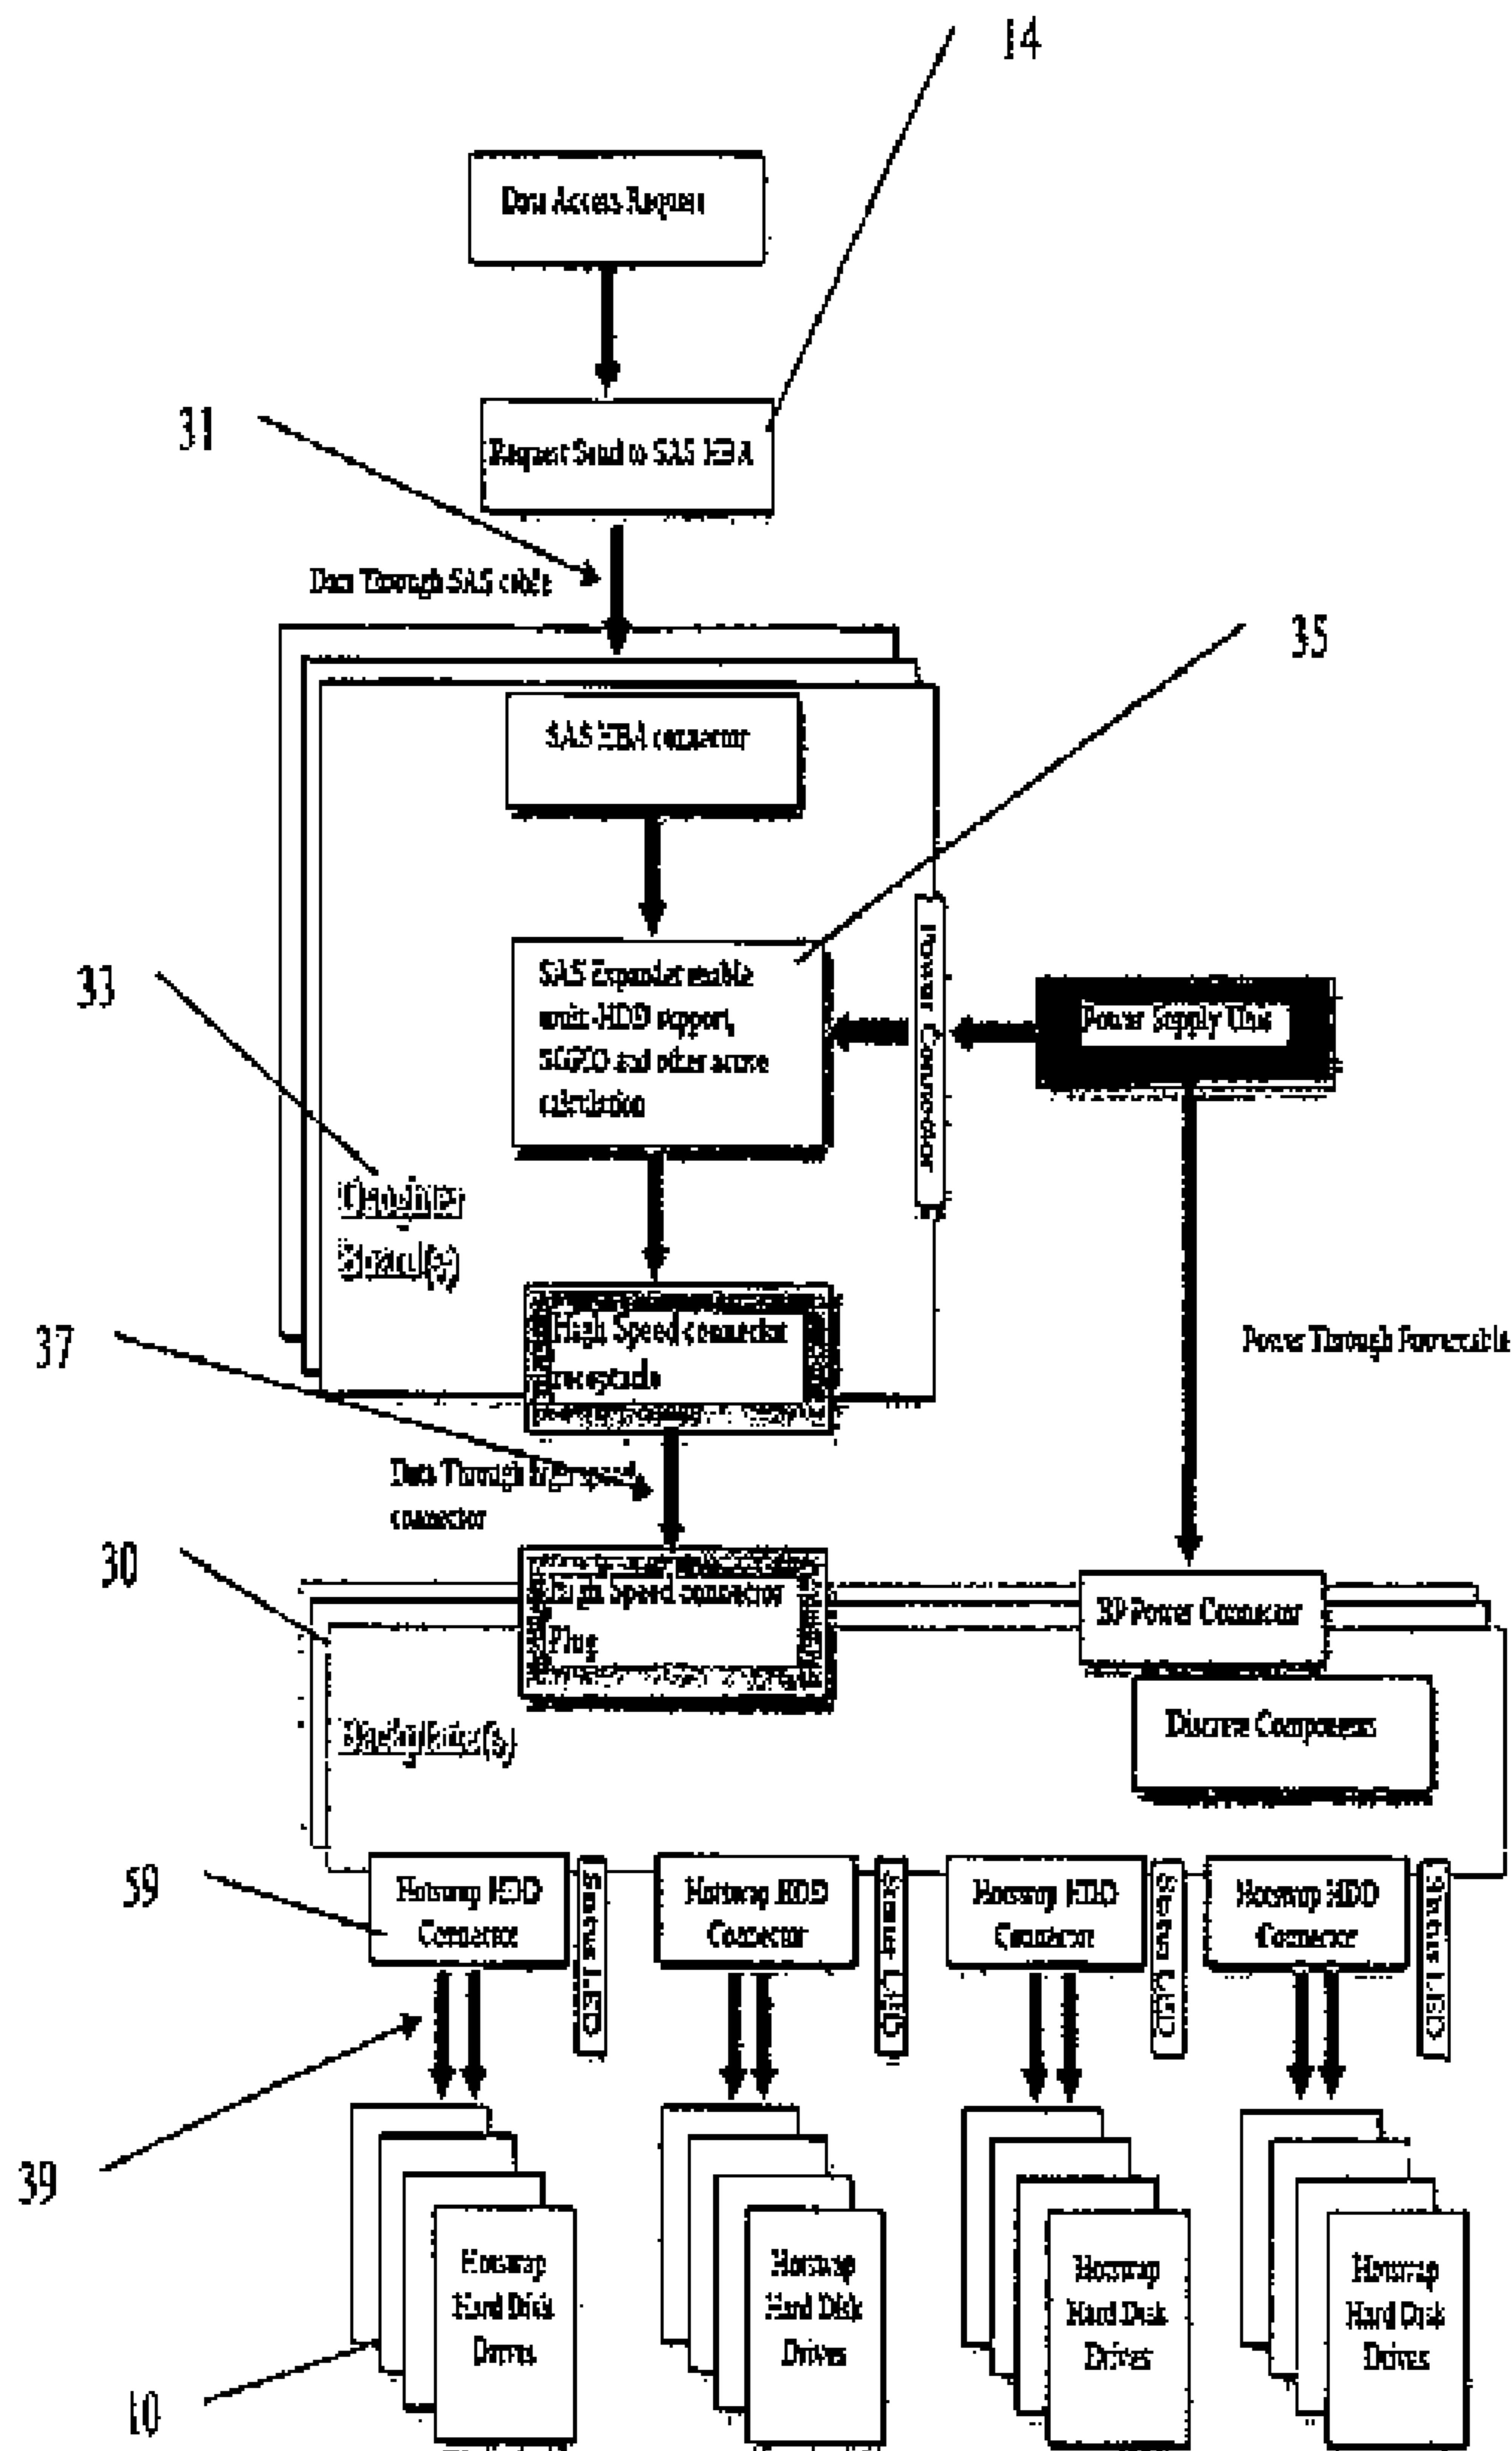 14
Data Access Request
31
Request Send to SAS HBA
Data Through SAS cable
35
SAS HBA connector
33
SAS Expander enable
multi-HDD support,
SGPIO and other active
calculation
Power Connector
Power Supply Unit
Daughter
Board(s)
37
High Speed connector
receptacle
Power Through Powercable
Data Through high speed
connector
30
High Speed connector
Plug
BP Power Connector
Discrete Components
Backplane(s)
59
Hotswap HDD
Connector
Status LED
Hotswap HDD
Connector
Status LED
Hotswap HDD
Connector
Status LED
Hotswap HDD
Connector
Status LED
39
Hotswap
Hard Disk
Drives
Hotswap
Hard Disk
Drives
Hotswap
Hard Disk
Drives
Hotswap
Hard Disk
Drives
10